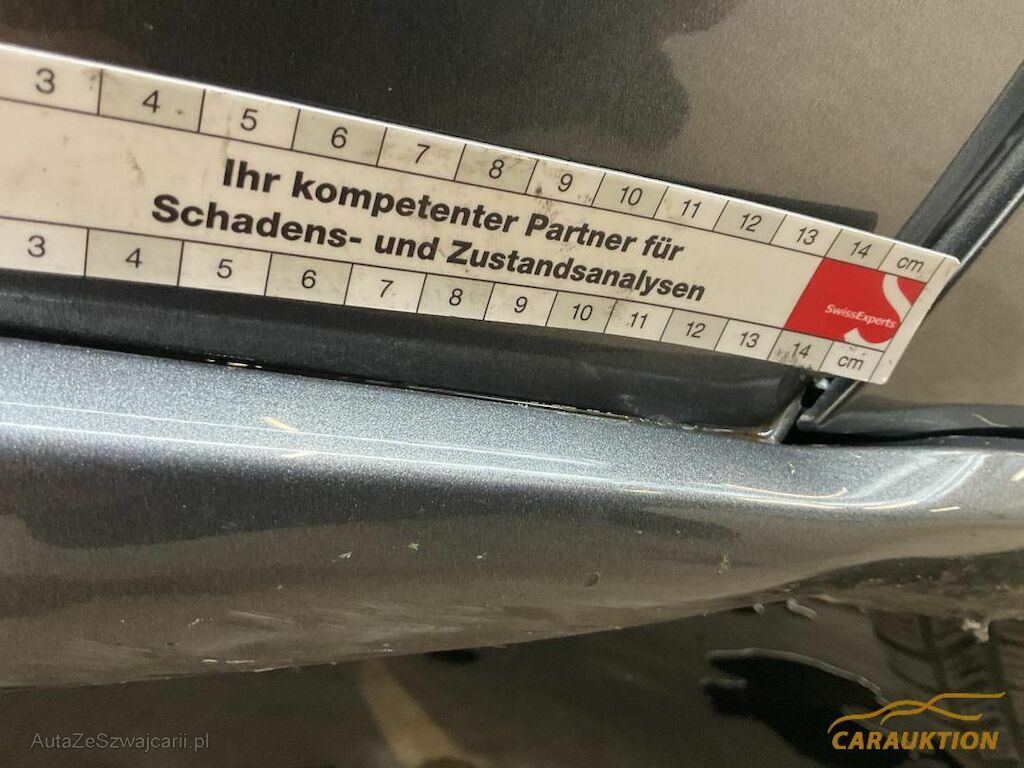 3 4 5 6 7 8 9 10 11 12 13 14 cm
Ihr kompetenter Partner für
Schadens- und Zustandsanalysen
SwissExperts
3 4 5 6 7 8 9 10 11 12 13 14 cm
AutaZeSzwajcarii.pl
CARAUKTION